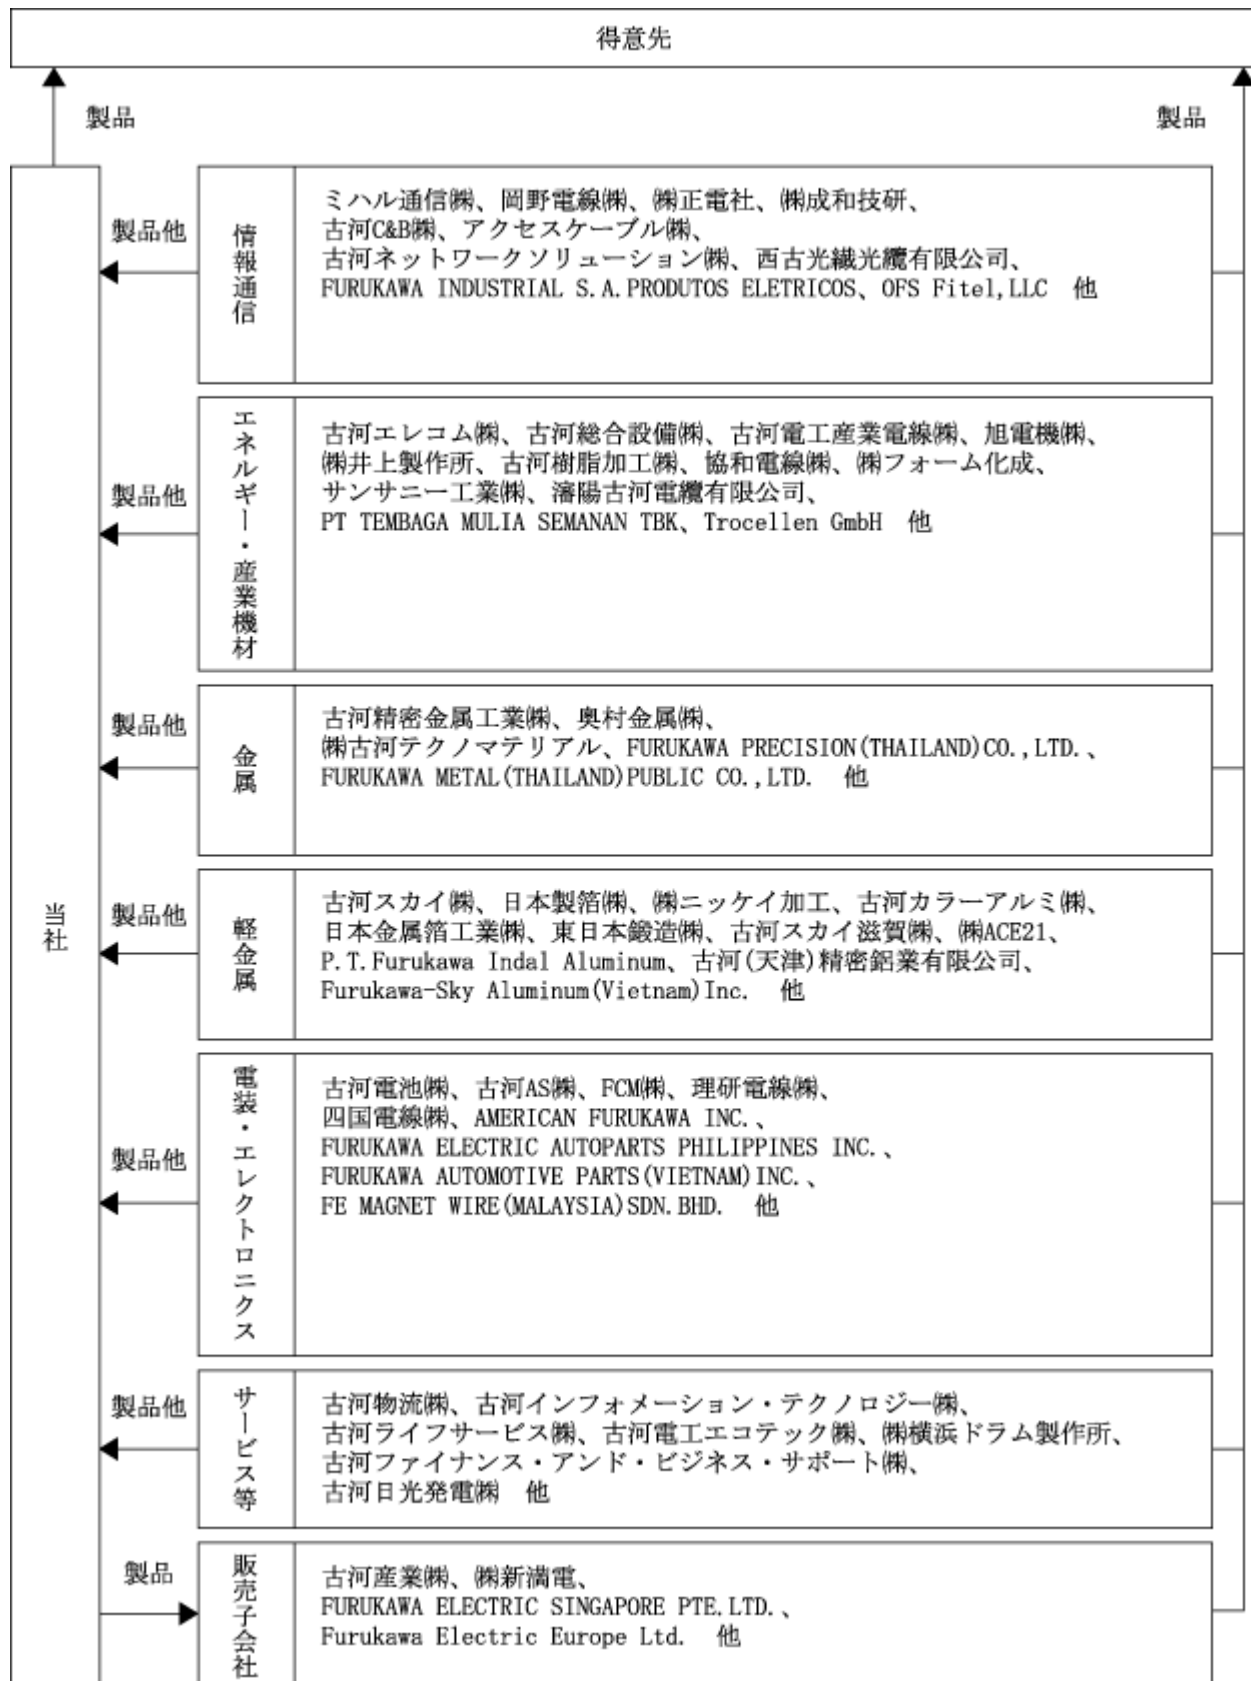 得意先
製品
製品
当社
製品他
情報通信
ミハル通信㈱、岡野電線㈱、㈱正電社、㈱成和技研、
古河C&B㈱、アクセスケーブル㈱、
古河ネットワークソリューション㈱、西古光繊光纜有限公司、
FURUKAWA INDUSTRIAL S.A.PRODUTOS ELETRICOS、OFS Fitel,LLC 他
製品他
エネルギー・産業機材
古河エレコム㈱、古河総合設備㈱、古河電工産業電線㈱、旭電機㈱、
㈱井上製作所、古河樹脂加工㈱、協和電線㈱、㈱フォーム化成、
サンサニー工業㈱、瀋陽古河電纜有限公司、
PT TEMBAGA MULIA SEMANAN TBK、Trocellen GmbH 他
製品他
金属
古河精密金属工業㈱、奥村金属㈱、
㈱古河テクノマテリアル、FURUKAWA PRECISION(THAILAND)CO.,LTD.、
FURUKAWA METAL(THAILAND)PUBLIC CO.,LTD. 他
製品他
軽金属
古河スカイ㈱、日本製箔㈱、㈱ニッケイ加工、古河カラーアルミ㈱、
日本金属箔工業㈱、東日本鍛造㈱、古河スカイ滋賀㈱、㈱ACE21、
P.T.Furukawa Indal Aluminum、古河(天津)精密鋁業有限公司、
Furukawa-Sky Aluminum(Vietnam)Inc. 他
製品他
電装・エレクトロニクス
古河電池㈱、古河AS㈱、FCM㈱、理研電線㈱、
四国電線㈱、AMERICAN FURUKAWA INC.、
FURUKAWA ELECTRIC AUTOPARTS PHILIPPINES INC.、
FURUKAWA AUTOMOTIVE PARTS(VIETNAM)INC.、
FE MAGNET WIRE(MALAYSIA)SDN.BHD. 他
製品他
サービス等
古河物流㈱、古河インフォメーション・テクノロジー㈱、
古河ライフサービス㈱、古河電工エコテック㈱、㈱横浜ドラム製作所、
古河ファイナンス・アンド・ビジネス・サポート㈱、
古河日光発電㈱ 他
製品
販売子会社
古河産業㈱、㈱新満電、
FURUKAWA ELECTRIC SINGAPORE PTE.LTD.、
Furukawa Electric Europe Ltd. 他